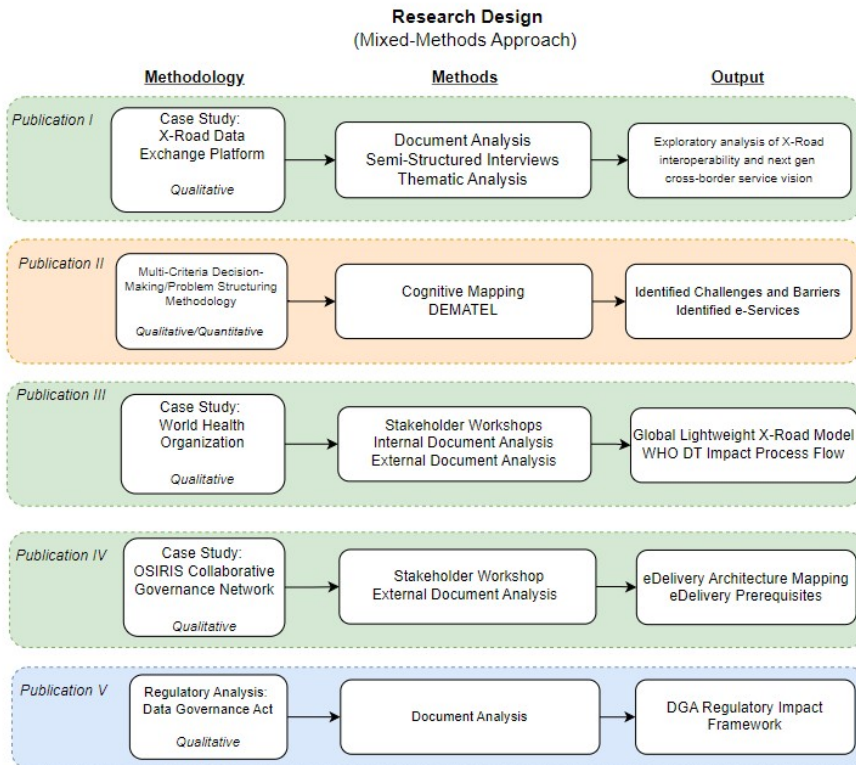 Research Design
(Mixed-Methods Approach)
Methodology
Methods
Output
Publication I
Case Study:
X-Road Data
Exchange Platform
Qualitative
Document Analysis
Semi-Structured Interviews
Thematic Analysis
Exploratory analysis of X-Road
interoperability and next gen
cross-border service vision
Publication II
Multi-Criteria Decision-
Making/Problem Structuring
Methodology
Qualitative/Quantitative
Cognitive Mapping
DEMATEL
Identified Challenges and Barriers
Identified e-Services
Publication III
Case Study:
World Health
Organization
Qualitative
Stakeholder Workshops
Internal Document Analysis
External Document Analysis
Global Lightweight X-Road Model
WHO DT Impact Process Flow
Publication IV
Case Study:
OSIRIS Collaborative
Governance Network
Qualitative
Stakeholder Workshop
External Document Analysis
eDelivery Architecture Mapping
eDelivery Prerequisites
Publication V
Regulatory Analysis:
Data Governance Act
Qualitative
Document Analysis
DGA Regulatory Impact
Framework